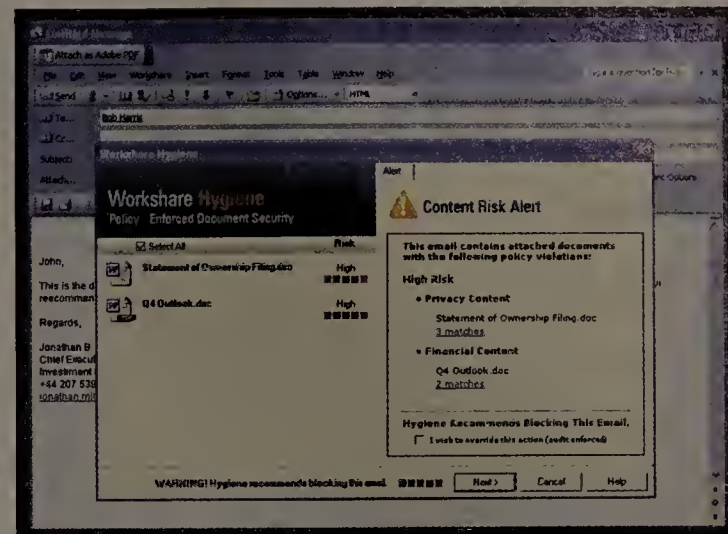 Attach as Adobe PDF
File Edit View Workshare Insert Format Tools Table Window Help
Send Options... HTML
To... Bob Harris
Cc...
Subject:
Attach...
Workshare Hygiene
Alert
Workshare Hygiene
Policy Enforced Document Security
Content Risk Alert
Select All Risk
Statement of Ownership Filing.doc High
Q4 Outlook.doc High
This email contains attached documents
with the following policy violations:
High Risk
• Privacy Content
Statement of Ownership Filing.doc
3 matches
• Financial Content
Q4 Outlook.doc
2 matches
Hygiene Recommends Blocking This Email.
I wish to override this action (audit enforced)
WARNING! Hygiene recommends blocking this email. Next > Cancel Help
John,
This is the d
Regards,
Jonathan B
Chief Execut
Investment
+44 207 539
jonathan.mit